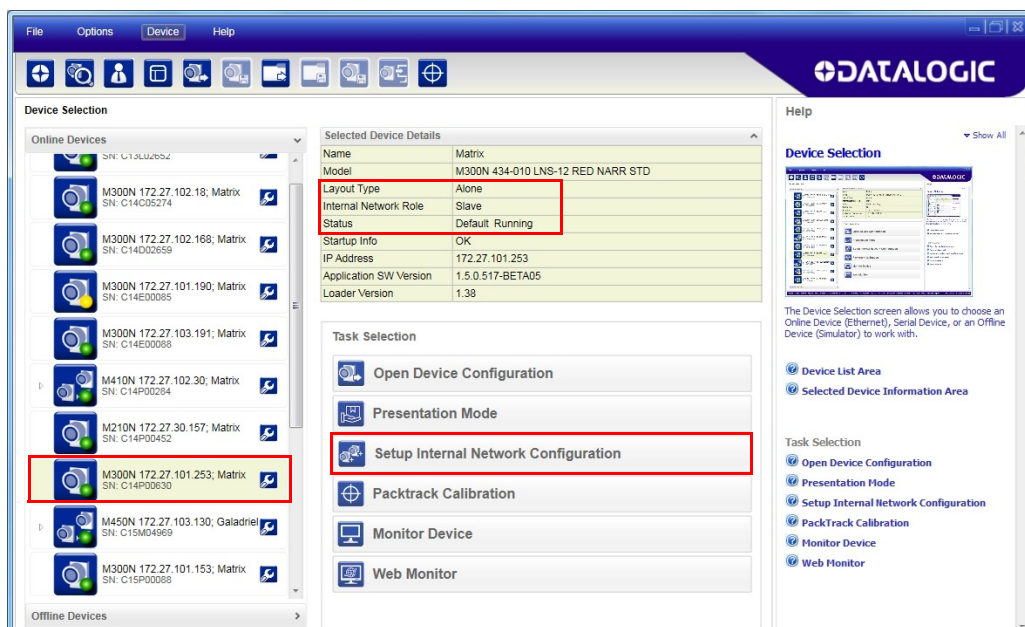 File Options Device Help
DATALOGIC
Device Selection
Online Devices
SN: C13L02652
M300N 172.27.102.18; Matrix
SN: C14C05274
M300N 172.27.102.168; Matrix
SN: C14D02659
M300N 172.27.101.190; Matrix
SN: C14E00085
M300N 172.27.103.191; Matrix
SN: C14E00088
M410N 172.27.102.30; Matrix
SN: C14P00284
M210N 172.27.30.157; Matrix
SN: C14P00452
M300N 172.27.101.253; Matrix
SN: C14P00630
M450N 172.27.103.130; Galadriel
SN: C15M04969
M300N 172.27.101.153; Matrix
SN: C15P00088
Offline Devices
Selected Device Details
Name Matrix
Model M300N 434-010 LNS-12 RED NARR STD
Layout Type Alone
Internal Network Role Slave
Status Default Running
Startup Info OK
IP Address 172.27.101.253
Application SW Version 1.5.0.517-BETA05
Loader Version 1.38
Task Selection
Open Device Configuration
Presentation Mode
Setup Internal Network Configuration
Packtrack Calibration
Monitor Device
Web Monitor
Help
Show All
Device Selection
The Device Selection screen allows you to choose an
Online Device (Ethernet), Serial Device, or an Offline
Device (Simulator) to work with.
Device List Area
Selected Device Information Area
Task Selection
Open Device Configuration
Presentation Mode
Setup Internal Network Configuration
PackTrack Calibration
Monitor Device
Web Monitor